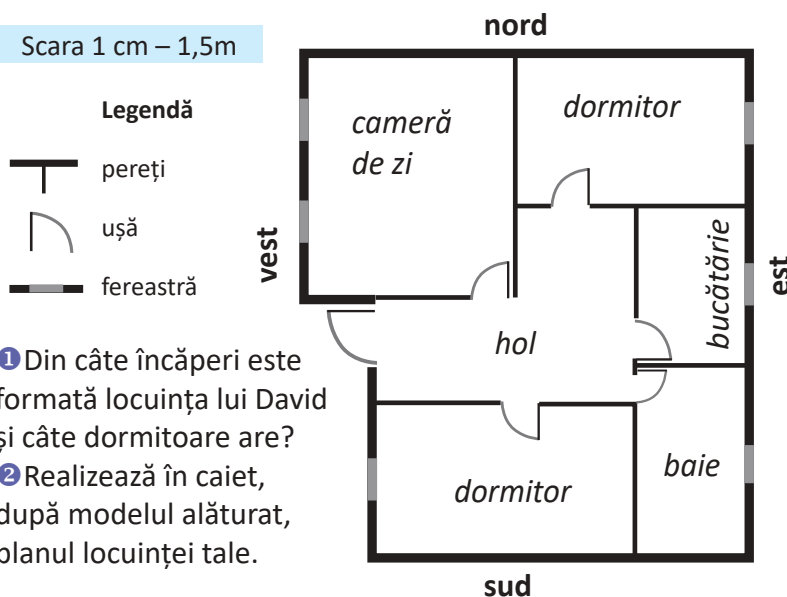 Scara 1 cm – 1,5m
Legendă
pereți
ușă
fereastră
nord
vest
est
sud
cameră
de zi
dormitor
bucătărie
hol
dormitor
baie
❶Din câte încăperi este
formată locuința lui David
și câte dormitoare are?
❷Realizează în caiet,
după modelul alăturat,
planul locuinței tale.